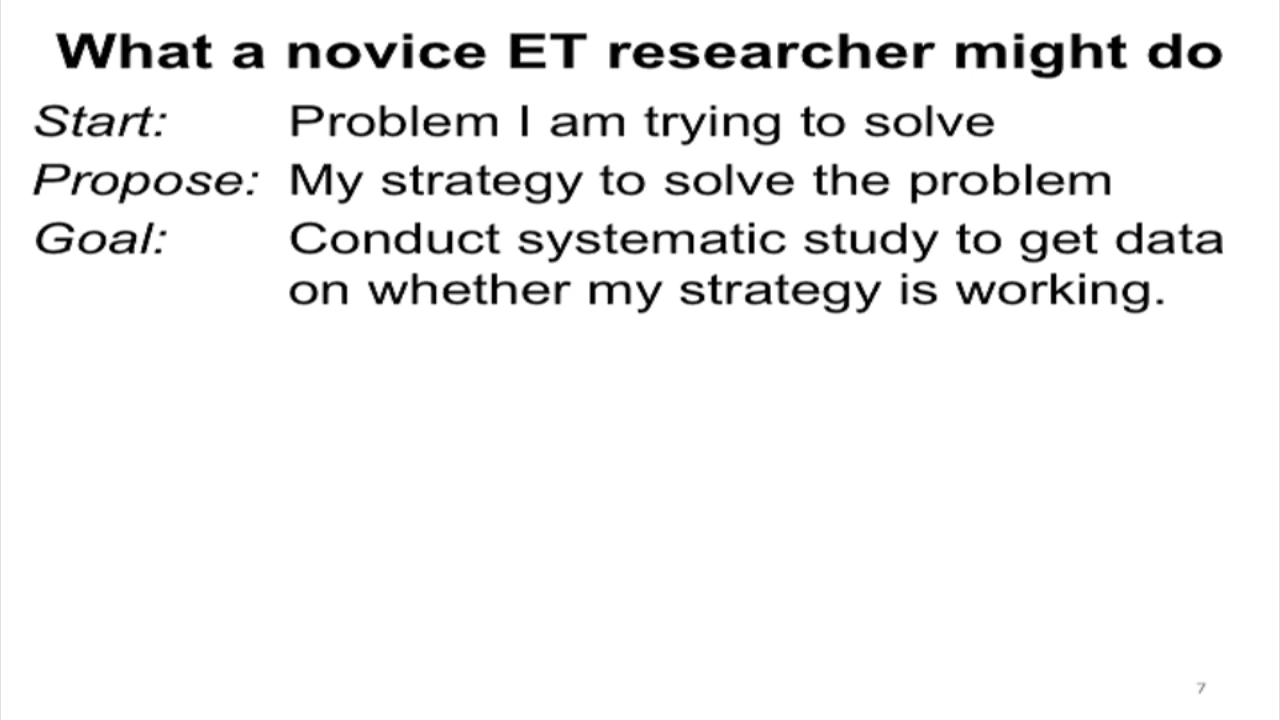 What a novice ET researcher might do
Start: Problem I am trying to solve
Propose: My strategy to solve the problem
Goal: Conduct systematic study to get data
on whether my strategy is working.
7